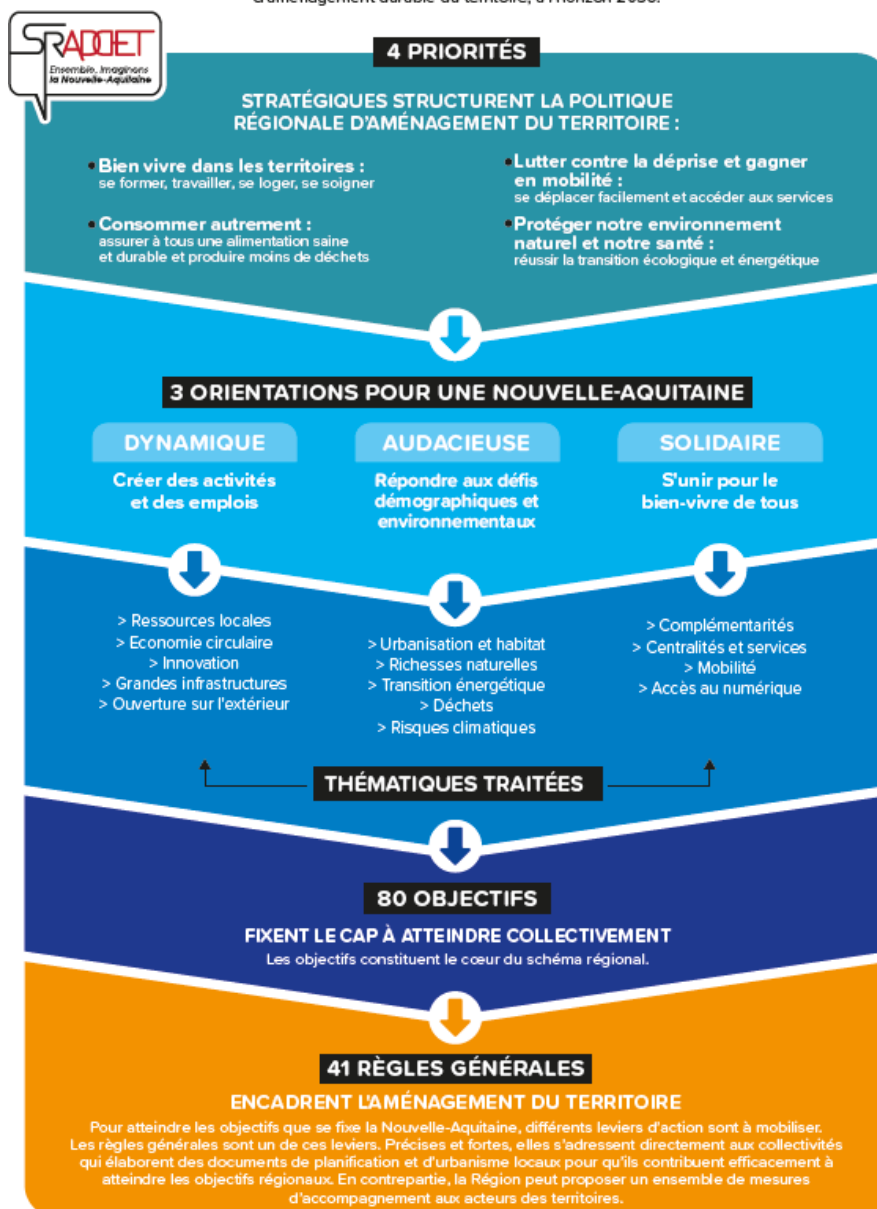 d'aménagement durable du territoire, à l'horizon 2030.
SRADDET
Ensemble, Imaginons
la Nouvelle-Aquitaine
4 PRIORITÉS
STRATÉGIQUES STRUCTURENT LA POLITIQUE
RÉGIONALE D'AMÉNAGEMENT DU TERRITOIRE :
• Bien vivre dans les territoires :
se former, travailler, se loger, se soigner
• Consommer autrement :
assurer à tous une alimentation saine
et durable et produire moins de déchets
• Lutter contre la déprise et gagner
en mobilité :
se déplacer facilement et accéder aux services
• Protéger notre environnement
naturel et notre santé :
réussir la transition écologique et énergétique
3 ORIENTATIONS POUR UNE NOUVELLE-AQUITAINE
DYNAMIQUE
Créer des activités
et des emplois
AUDACIEUSE
Répondre aux défis
démographiques et
environnementaux
SOLIDAIRE
S'unir pour le
bien-vivre de tous
> Ressources locales
> Economie circulaire
> Innovation
> Grandes infrastructures
> Ouverture sur l'extérieur
> Urbanisation et habitat
> Richesses naturelles
> Transition énergétique
> Déchets
> Risques climatiques
> Complémentarités
> Centralités et services
> Mobilité
> Accès au numérique
THÉMATIQUES TRAITÉES
80 OBJECTIFS
FIXENT LE CAP À ATTEINDRE COLLECTIVEMENT
Les objectifs constituent le cœur du schéma régional.
41 RÈGLES GÉNÉRALES
ENCADRENT L'AMÉNAGEMENT DU TERRITOIRE
Pour atteindre les objectifs que se fixe la Nouvelle-Aquitaine, différents leviers d'action sont à mobiliser.
Les règles générales sont un de ces leviers. Précises et fortes, elles s'adressent directement aux collectivités
qui élaborent des documents de planification et d'urbanisme locaux pour qu'ils contribuent efficacement à
atteindre les objectifs régionaux. En contrepartie, la Région peut proposer un ensemble de mesures
d'accompagnement aux acteurs des territoires.